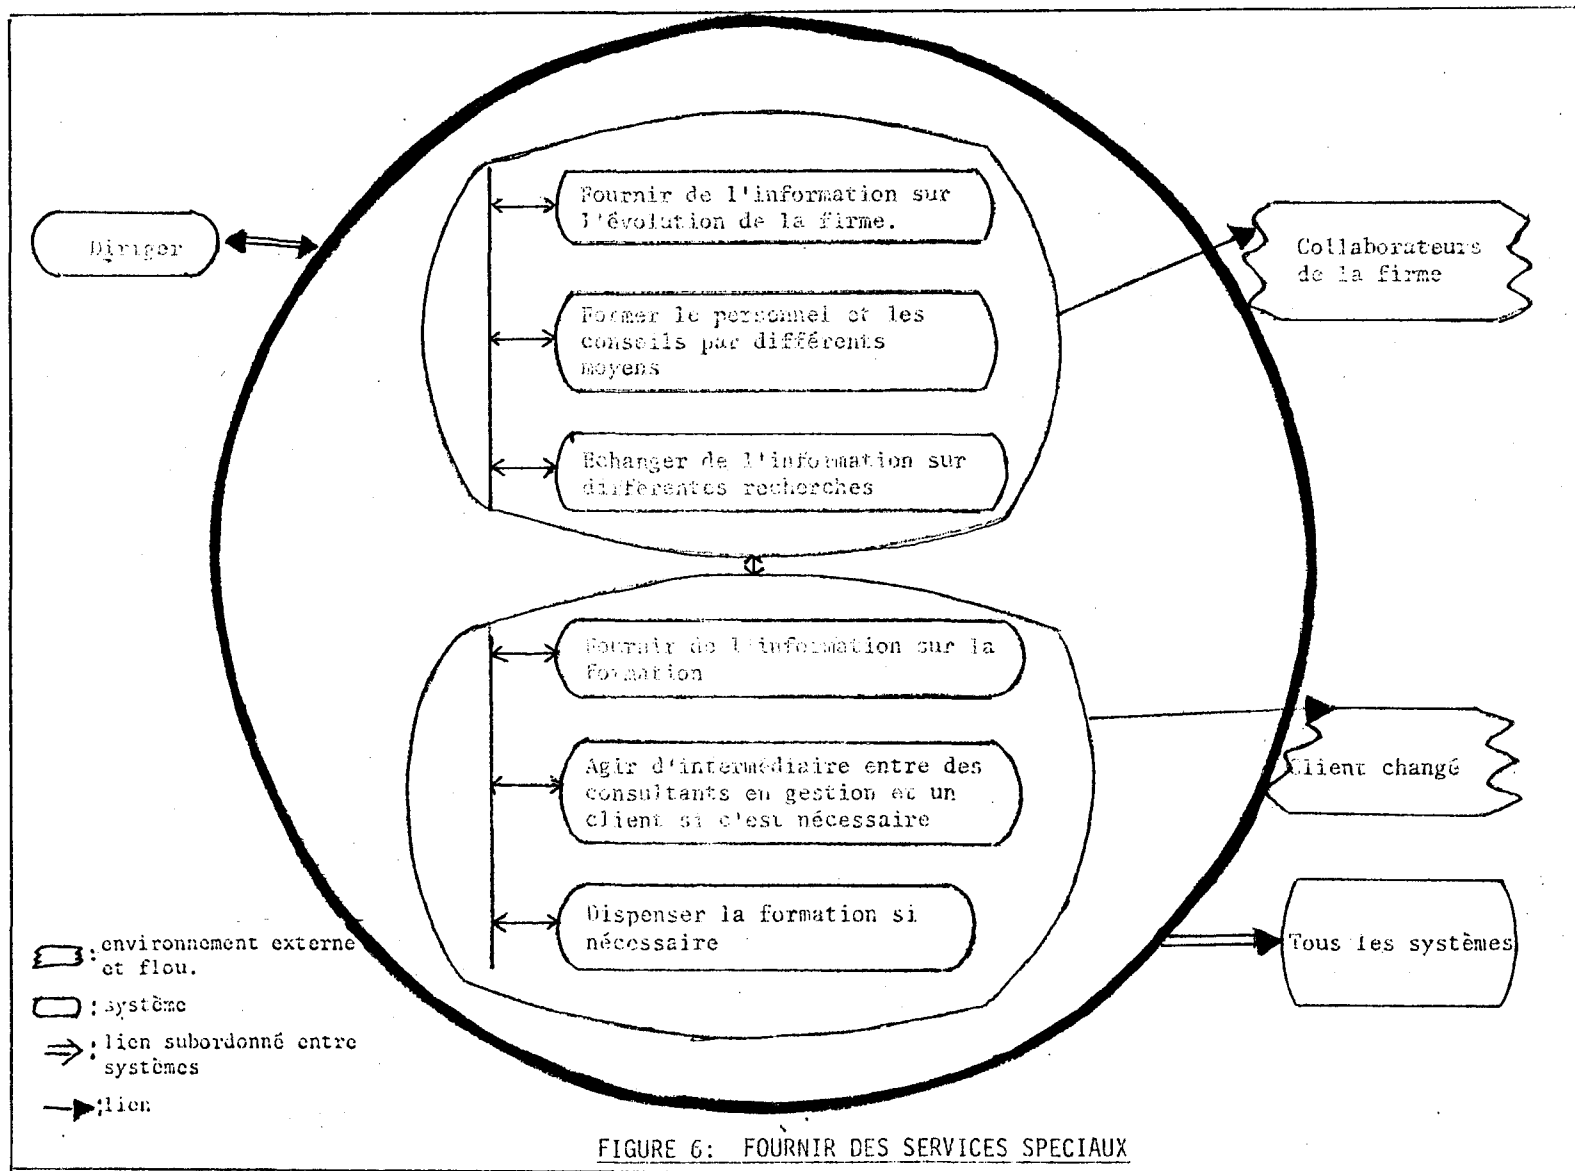 Fournir de l'information sur
l'évolution de la firme.
Diriger
Collaborateurs
de la firme
Former le personnel et les
conseils par différents
moyens
Echanger de l'information sur
différentes recherches
Fournir de l'information sur la
Formation
Agir d'intermédiaire entre des
consultants en gestion et un
client si c'est nécessaire
Client changé
Dispenser la formation si
nécessaire
Tous les systèmes
: environnement externe
et flou.
: système
: lien subordonné entre
systèmes
: lien
FIGURE 6: FOURNIR DES SERVICES SPECIAUX